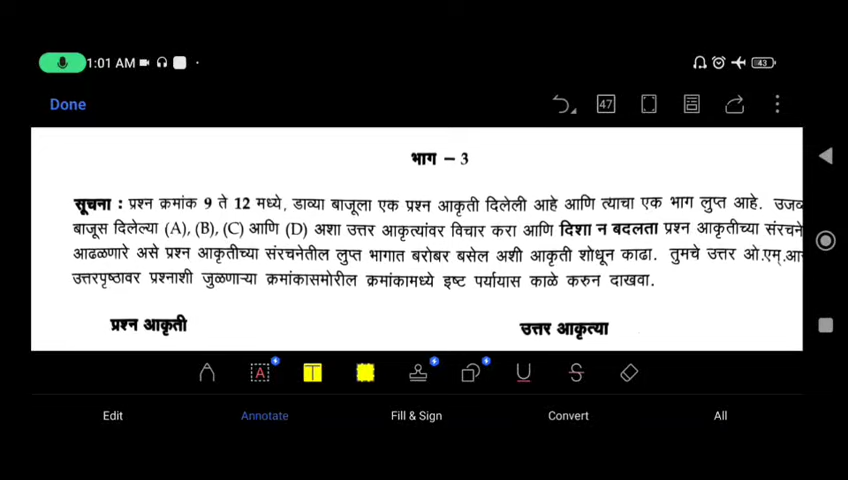 1:01 AM
43
Done
47
भाग – 3
सूचना : प्रश्न क्रमांक 9 ते 12 मध्ये, डाव्या बाजूला एक प्रश्न आकृती दिलेली आहे आणि त्याचा एक भाग लुप्त आहे. उजव
बाजूस दिलेल्या (A), (B), (C) आणि (D) अशा उत्तर आकृत्यांवर विचार करा आणि दिशा न बदलता प्रश्न आकृतीच्या संरचने
आढळणारे असे प्रश्न आकृतीच्या संरचनेतील लुप्त भागात बरोबर बसेल अशी आकृती शोधून काढा. तुमचे उत्तर ओ.एम्.आ
उत्तरपृष्ठावर प्रश्नाशी जुळणाऱ्या क्रमांकासमोरील क्रमांकामध्ये इष्ट पर्यायास काळे करुन दाखवा.
प्रश्न आकृती उत्तर आकृत्या
A T U S
Edit Annotate Fill & Sign Convert All